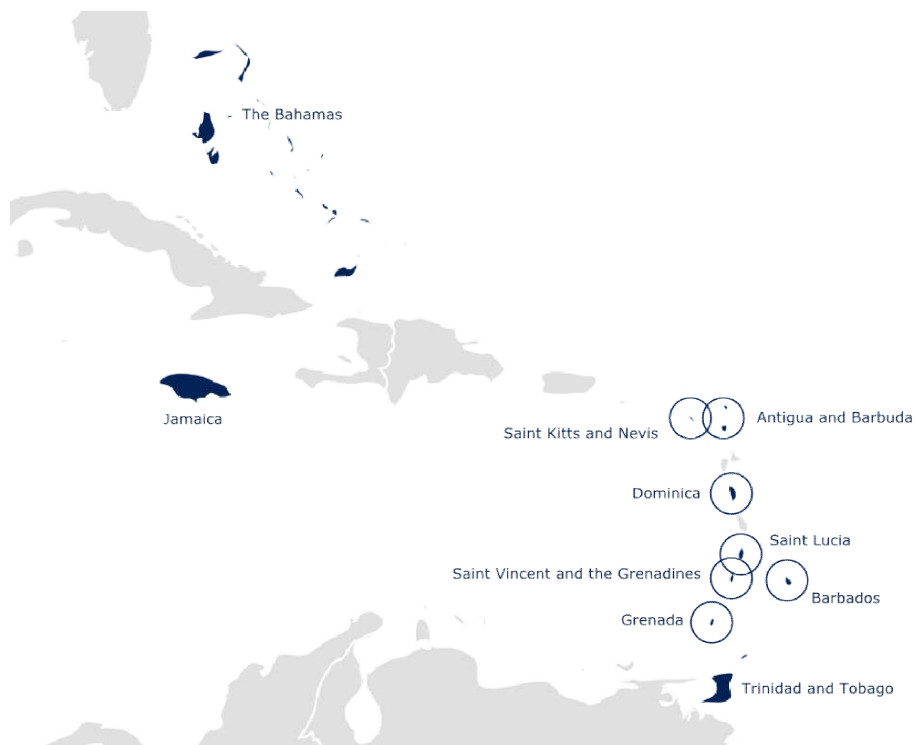 The Bahamas
Jamaica
Saint Kitts and Nevis
Antigua and Barbuda
Dominica
Saint Lucia
Saint Vincent and the Grenadines
Barbados
Grenada
Trinidad and Tobago